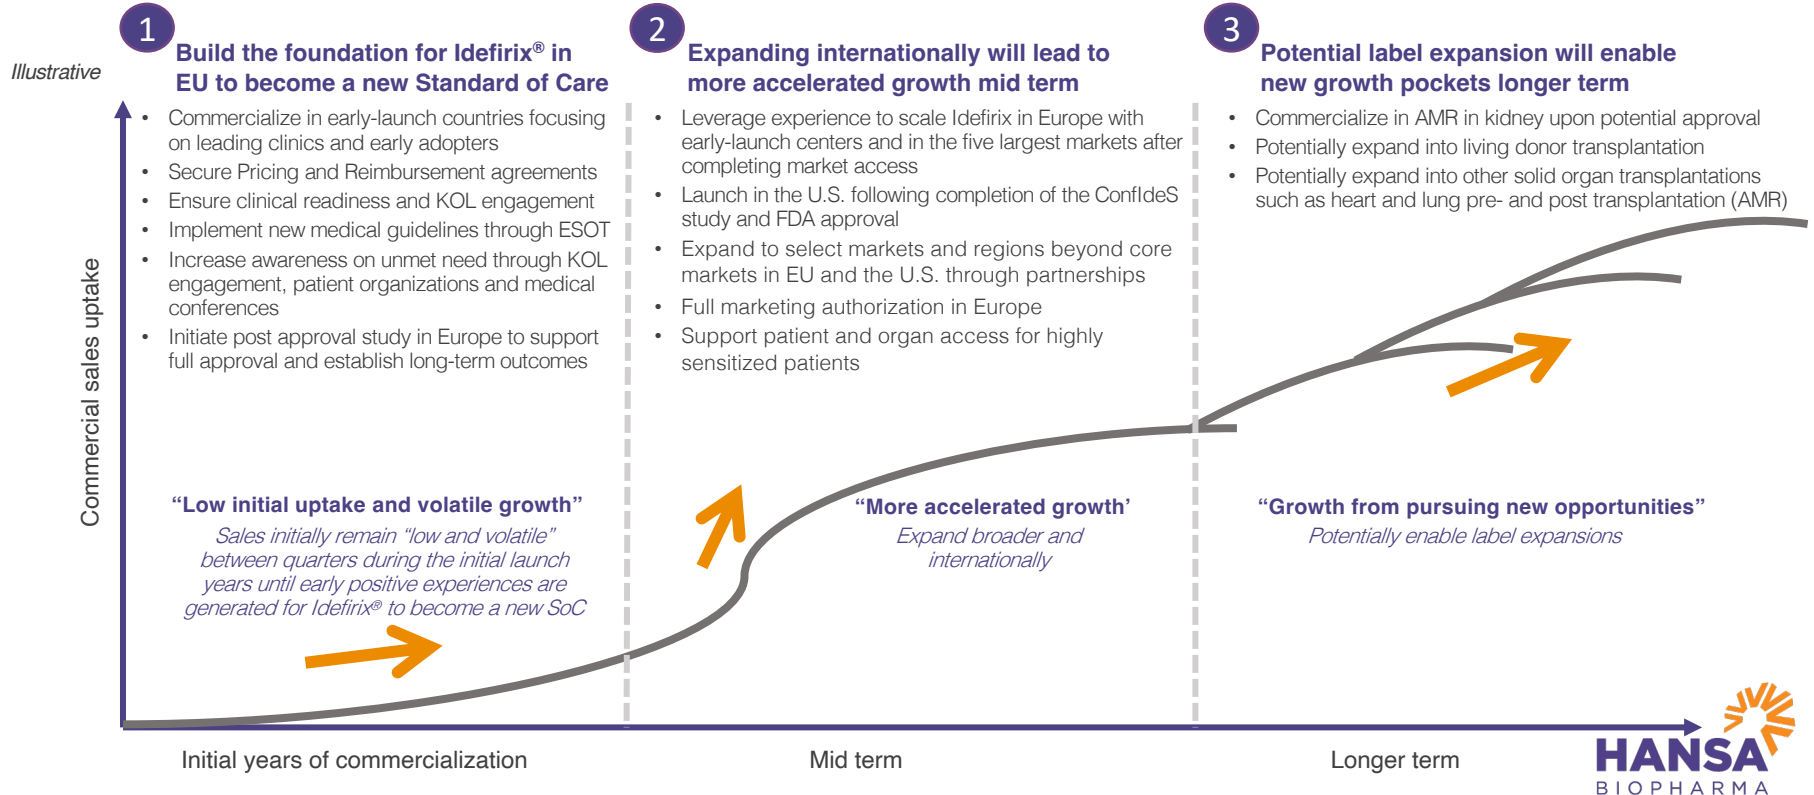 Illustrative
Commercial sales uptake
1
Build the foundation for Idefirix® in
EU to become a new Standard of Care
• Commercialize in early-launch countries focusing
on leading clinics and early adopters
• Secure Pricing and Reimbursement agreements
• Ensure clinical readiness and KOL engagement
• Implement new medical guidelines through ESOT
• Increase awareness on unmet need through KOL
engagement, patient organizations and medical
conferences
• Initiate post approval study in Europe to support
full approval and establish long-term outcomes
“Low initial uptake and volatile growth”
Sales initially remain “low and volatile”
between quarters during the initial launch
years until early positive experiences are
generated for Idefirix® to become a new SoC
Initial years of commercialization
2
Expanding internationally will lead to
more accelerated growth mid term
• Leverage experience to scale Idefirix in Europe with
early-launch centers and in the five largest markets after
completing market access
• Launch in the U.S. following completion of the ConfIdeS
study and FDA approval
• Expand to select markets and regions beyond core
markets in EU and the U.S. through partnerships
• Full marketing authorization in Europe
• Support patient and organ access for highly
sensitized patients
“More accelerated growth’
Expand broader and
internationally
Mid term
3
Potential label expansion will enable
new growth pockets longer term
• Commercialize in AMR in kidney upon potential approval
• Potentially expand into living donor transplantation
• Potentially expand into other solid organ transplantations
such as heart and lung pre- and post transplantation (AMR)
“Growth from pursuing new opportunities”
Potentially enable label expansions
Longer term
HANSA
BIOPHARMA